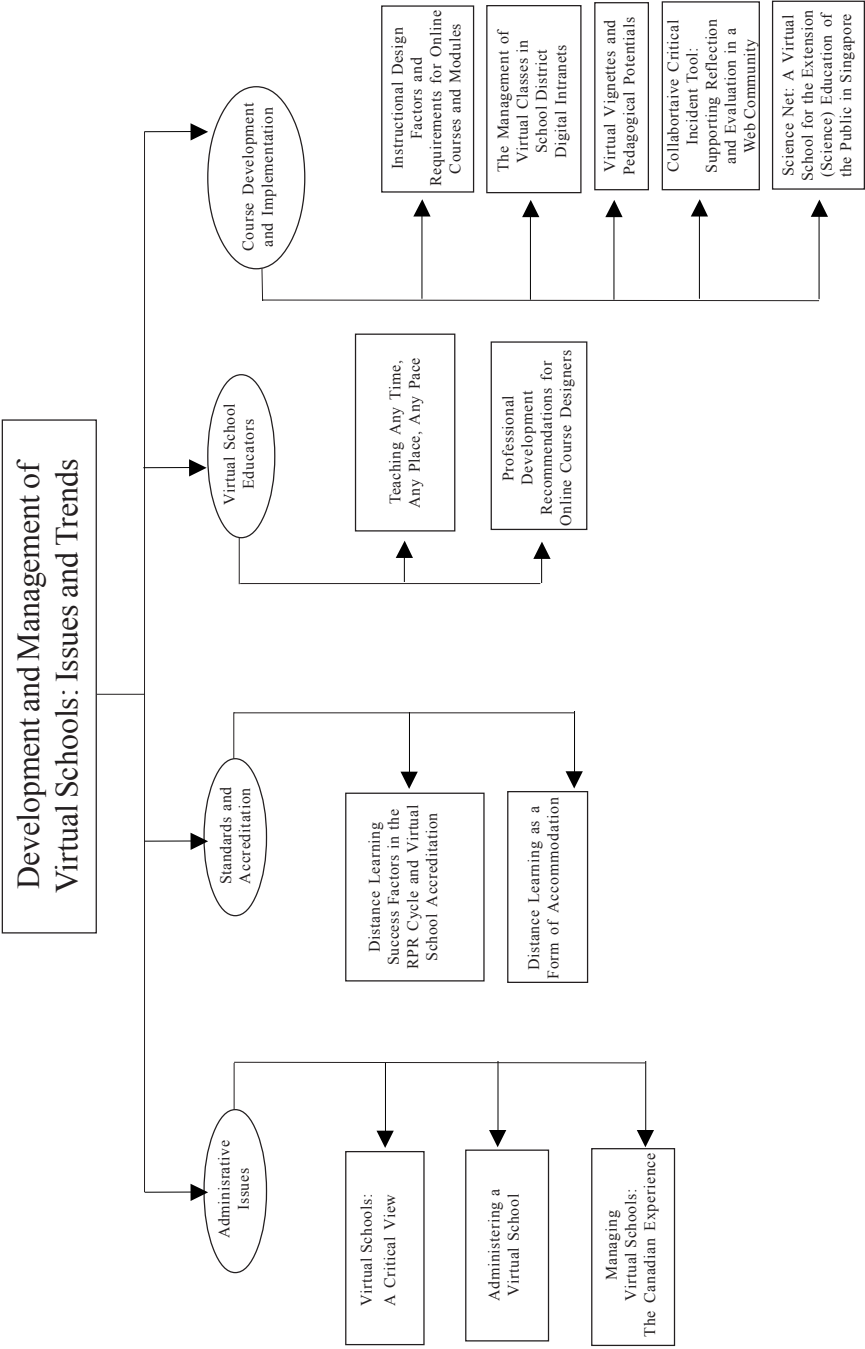 Development and Management of
Virtual Schools: Issues and Trends
Adminisrative
Issues
Virtual Schools:
A Critical View
Administering a
Virtual School
Managing
Virtual Schools:
The Canadian Experience
Standards and
Accreditation
Distance Learning
Success Factors in the
RPR Cycle and Virtual
School Accreditation
Distance Learning as a
Form of Accommodation
Virtual School
Educators
Teaching Any Time,
Any Place, Any Pace
Professional
Development
Recommendations for
Online Course Designers
Course Development
and Implementation
Instructional Design
Factors and
Requirements for Online
Courses and Modules
The Management of
Virtual Classes in
School District
Digital Intranets
Virtual Vignettes and
Pedagogical Potentials
Collabortaive Critical
Incident Tool:
Supporting Reflection
and Evaluation in a
Web Community
Science Net: A Virtual
School for the Extension
(Science) Education of
the Public in Singapore